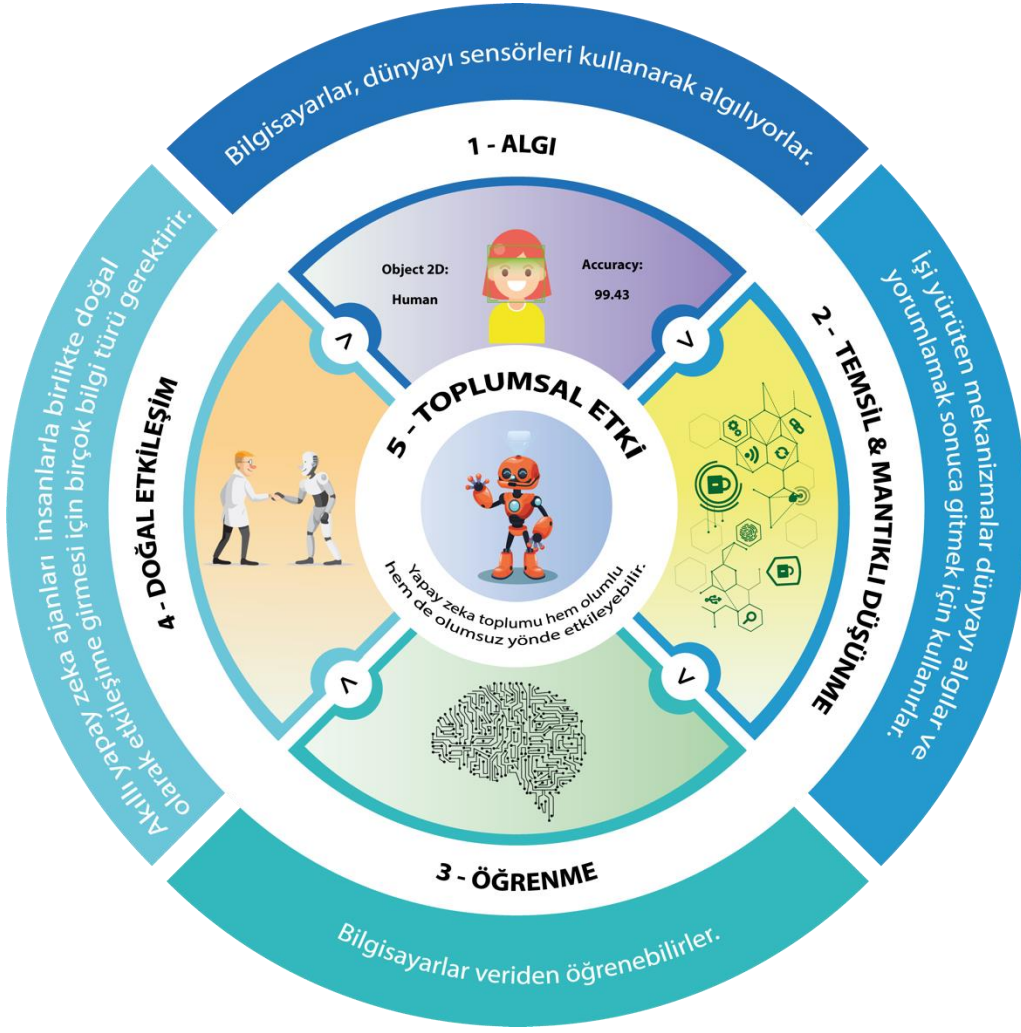 Bilgisayarlar, dünyayı sensörleri kullanarak algılıyorlar.
1 - ALGI
Object 2D:
Human
Accuracy:
99.43
İşi yürüten mekanizmalar dünyayı algılar ve
yorumlamak sonuca gitmek için kullanırlar.
2 - TEMSİL & MANTIKLI DÜŞÜNME
Bilgisayarlar veriden öğrenebilirler.
3 - ÖĞRENME
Akıllı yapay zeka ajanları insanlarla birlikte doğal
olarak etkileşime girmesi için birçok bilgi türü gerektirir.
4 - DOĞAL ETKİLEŞİM
5 - TOPLUMSAL ETKİ
Yapay zeka toplumu hem olumlu
hem de olumsuz yönde etkileyebilir.